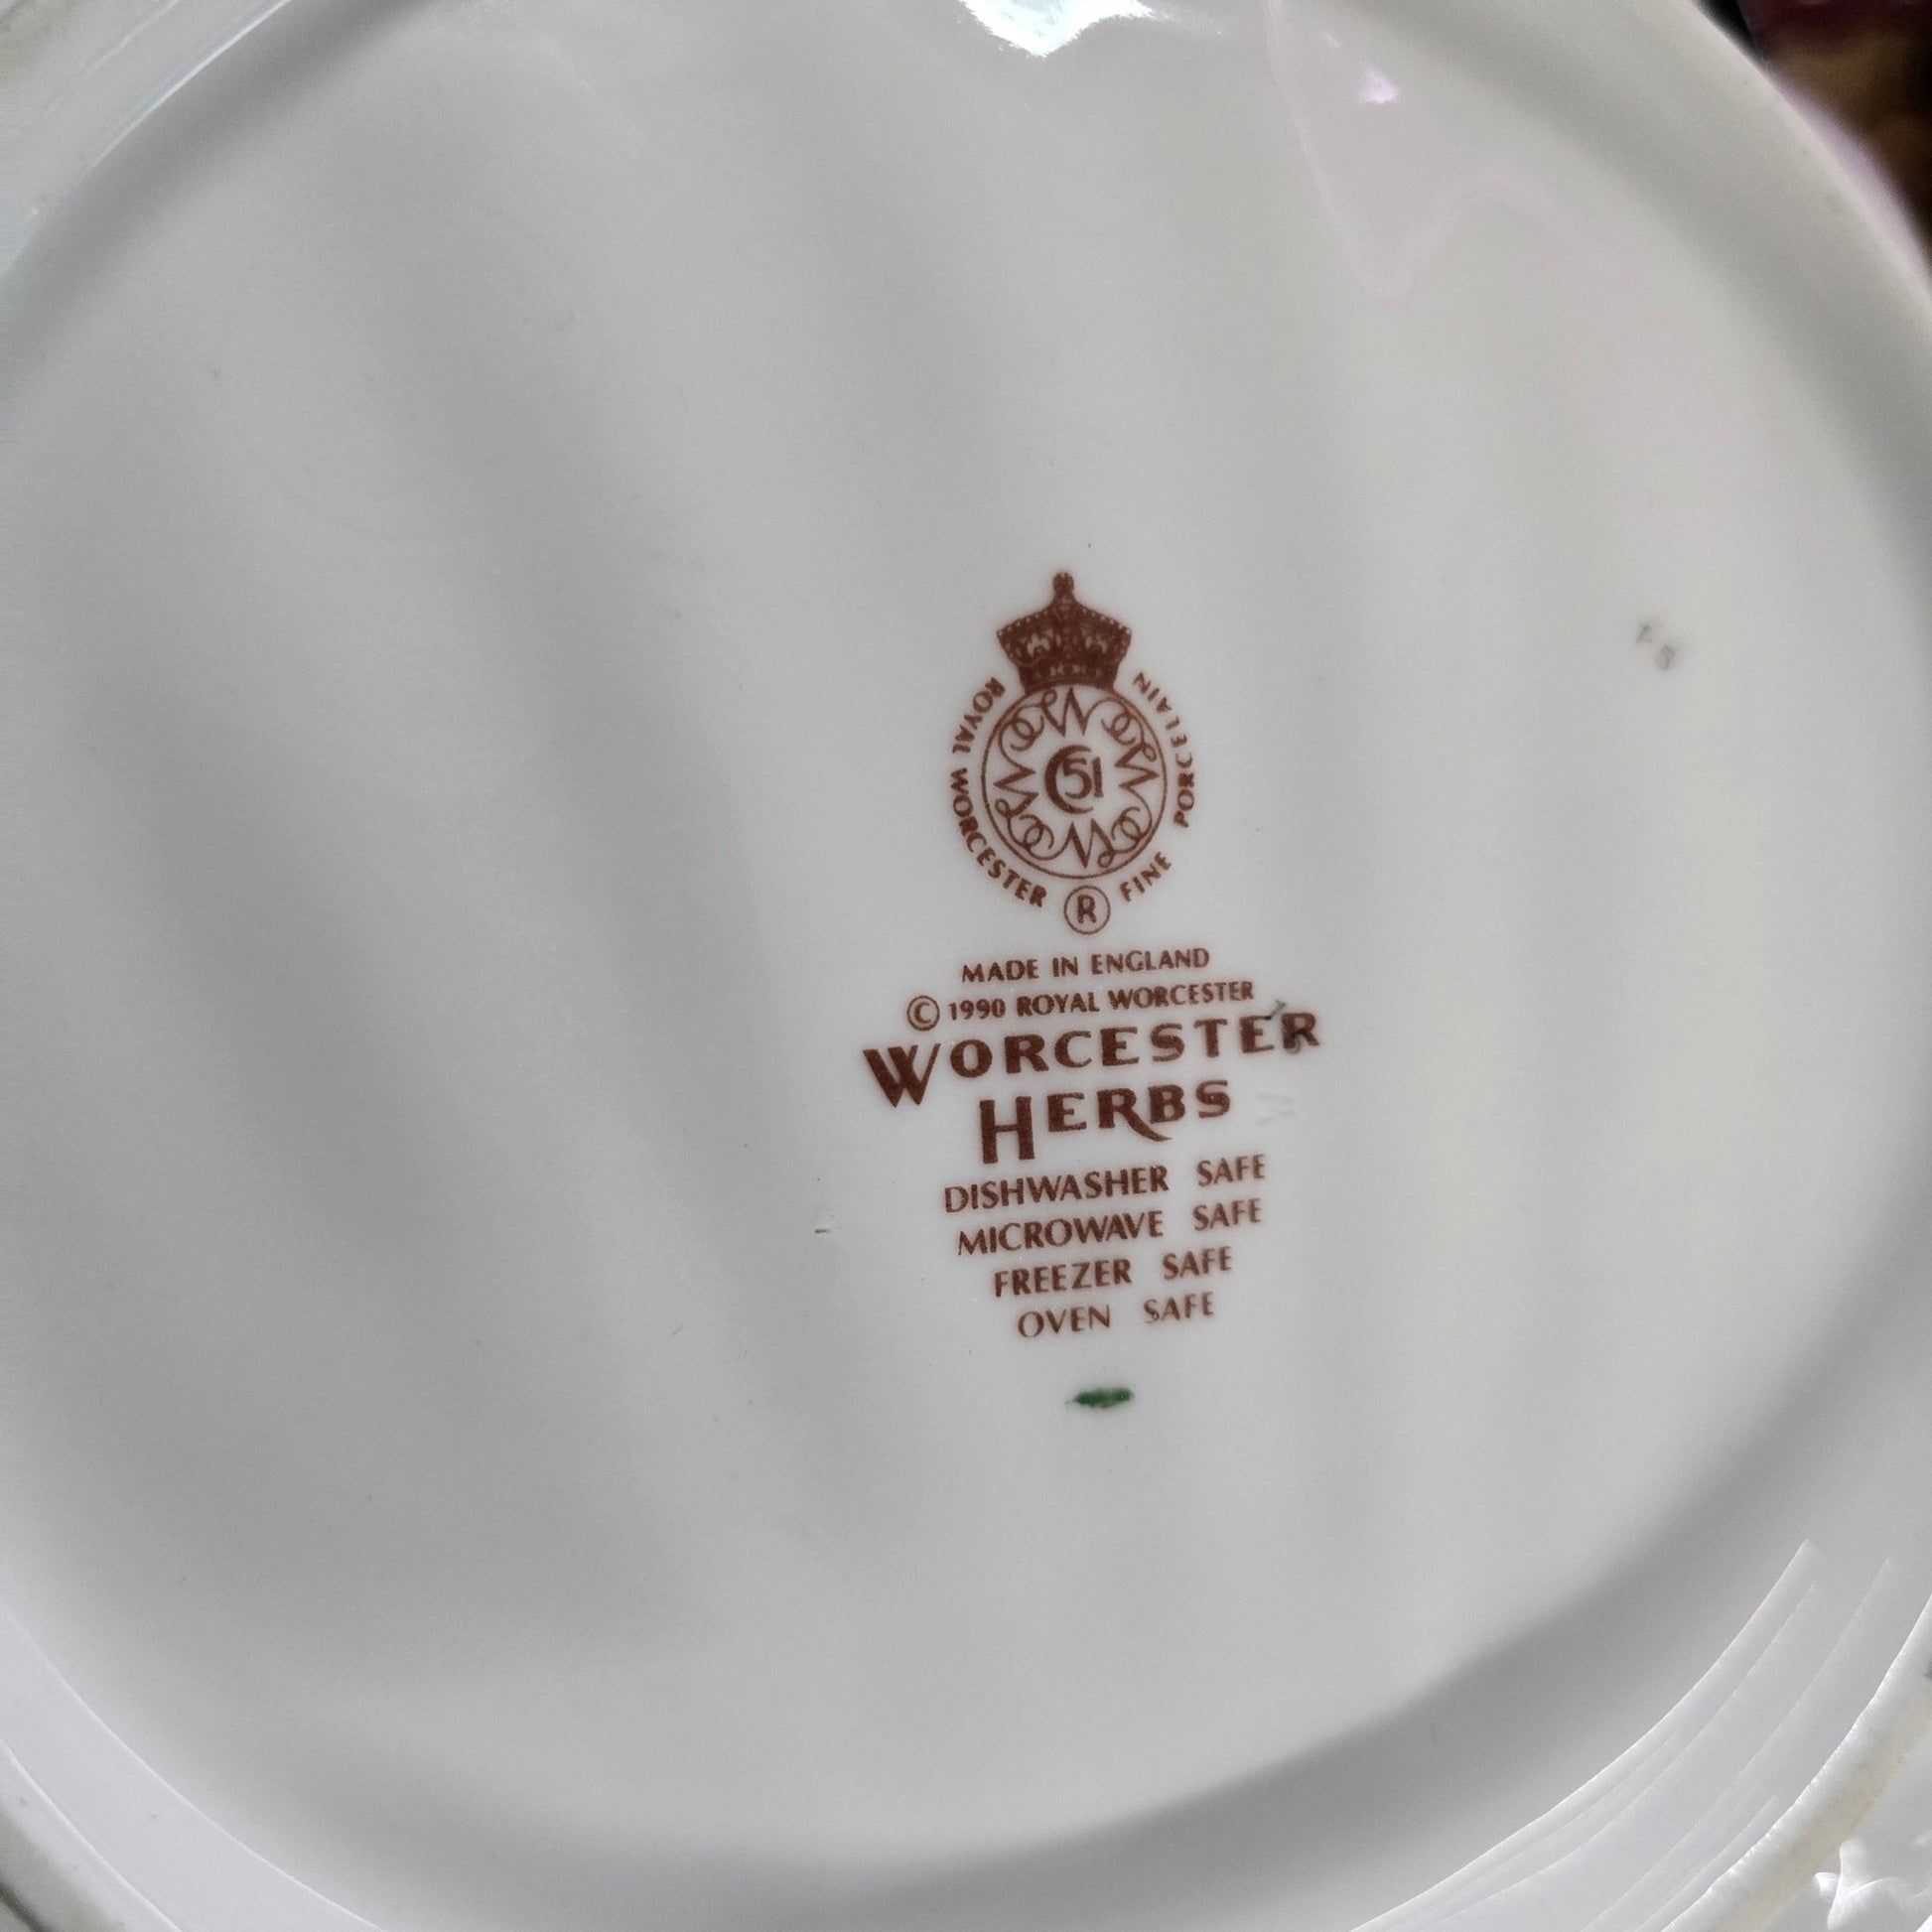 ROYAL WORCESTER ® FINE PORCELAIN
51
MADE IN ENGLAND
© 1990 ROYAL WORCESTER
WORCESTER
HERBS
DISHWASHER SAFE
MICROWAVE SAFE
FREEZER SAFE
OVEN SAFE